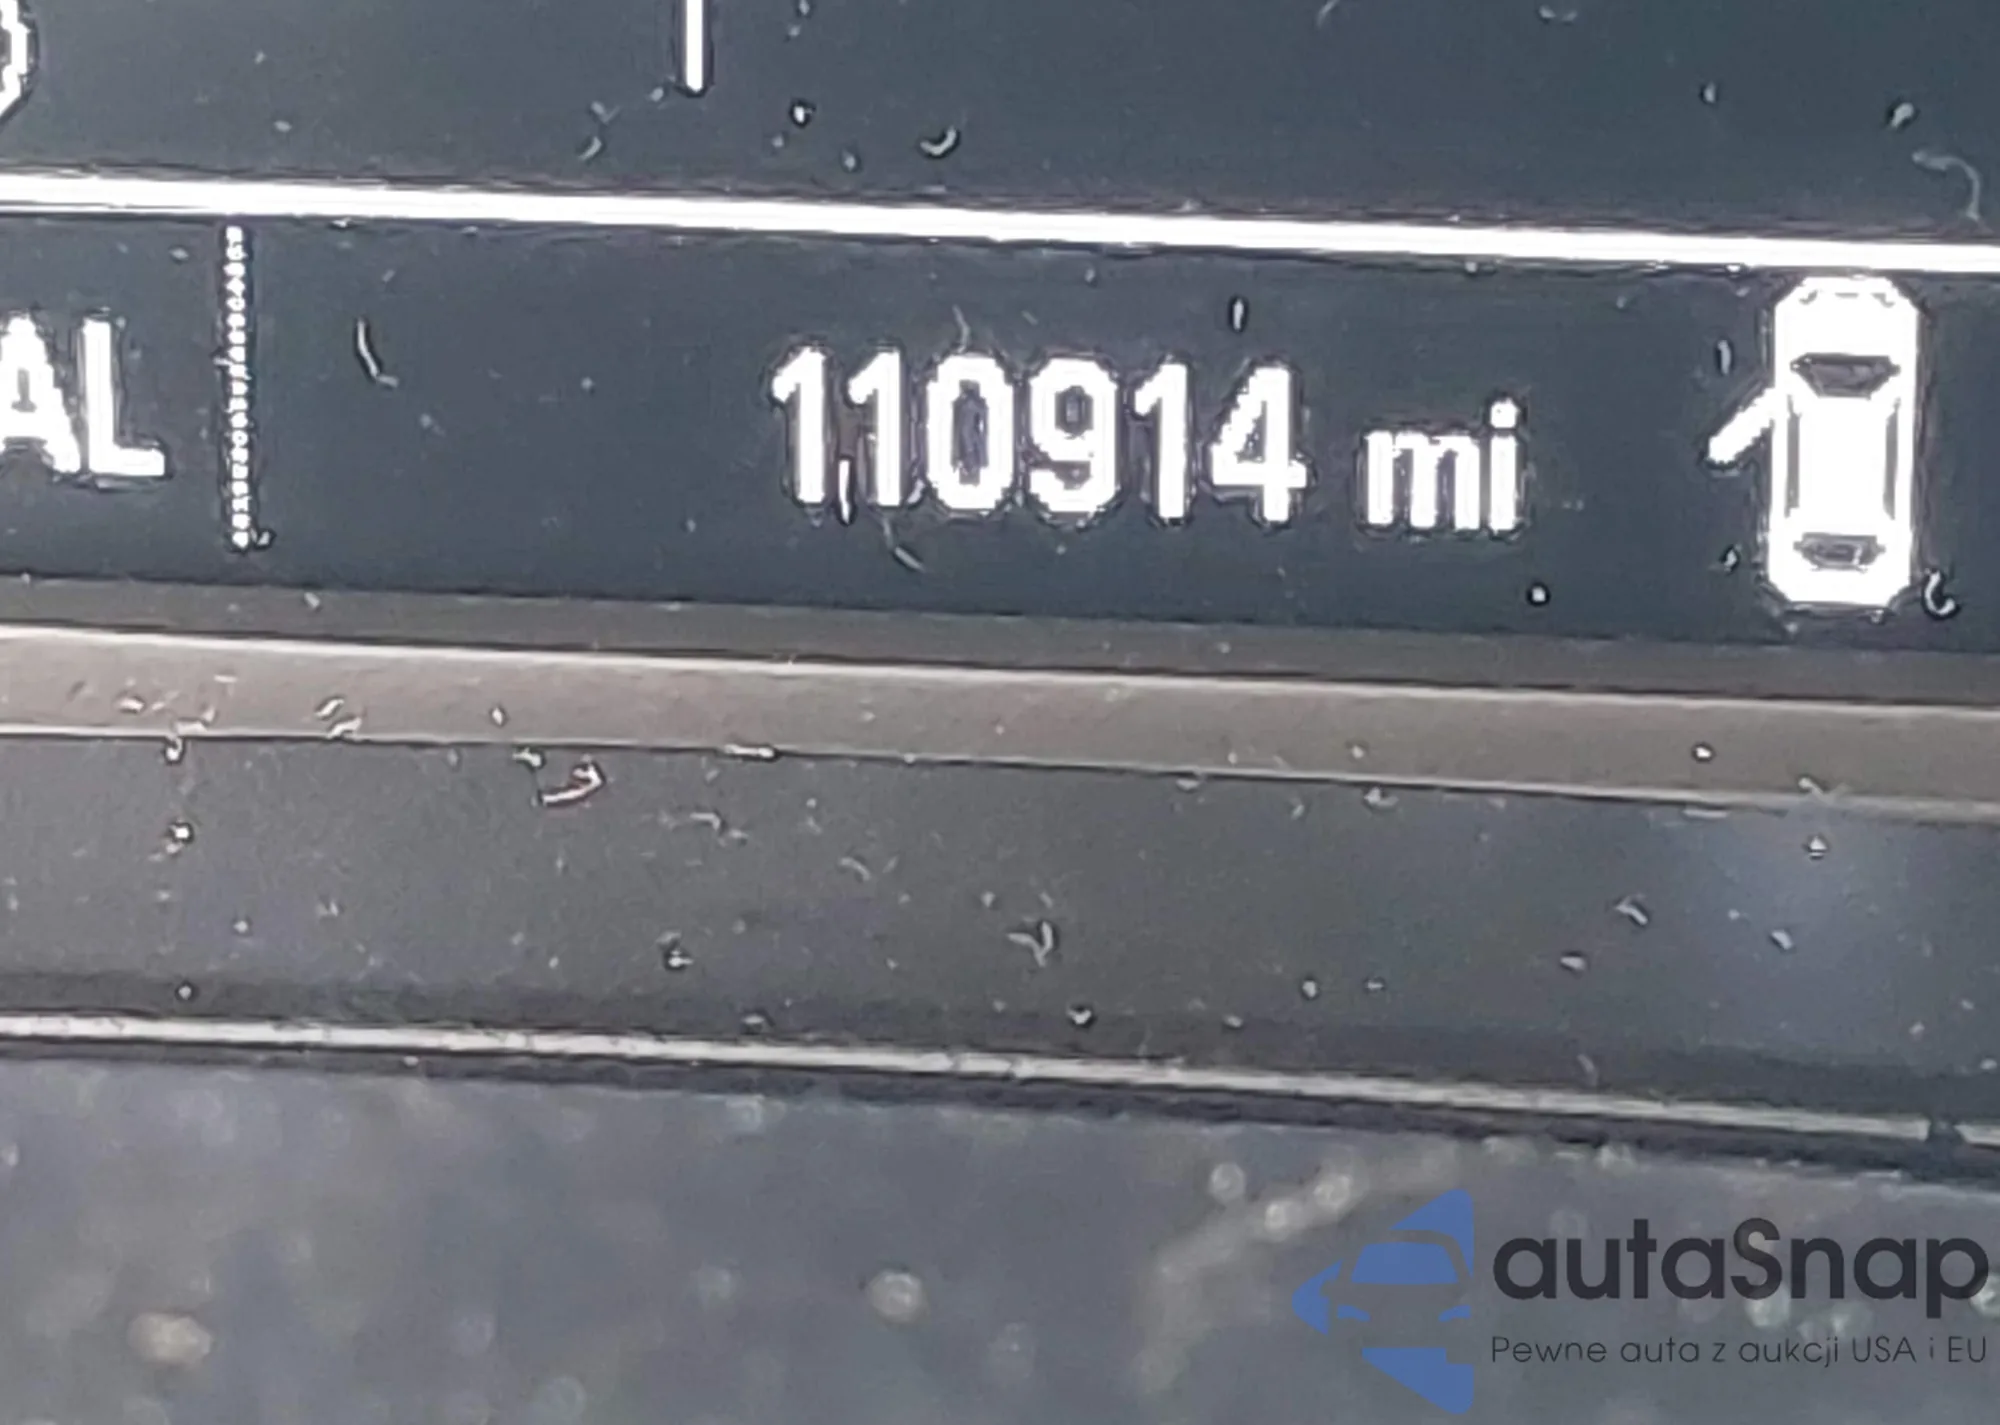 AL
110914 mi
autaSnap
Pewne auta z aukcji USA i EU